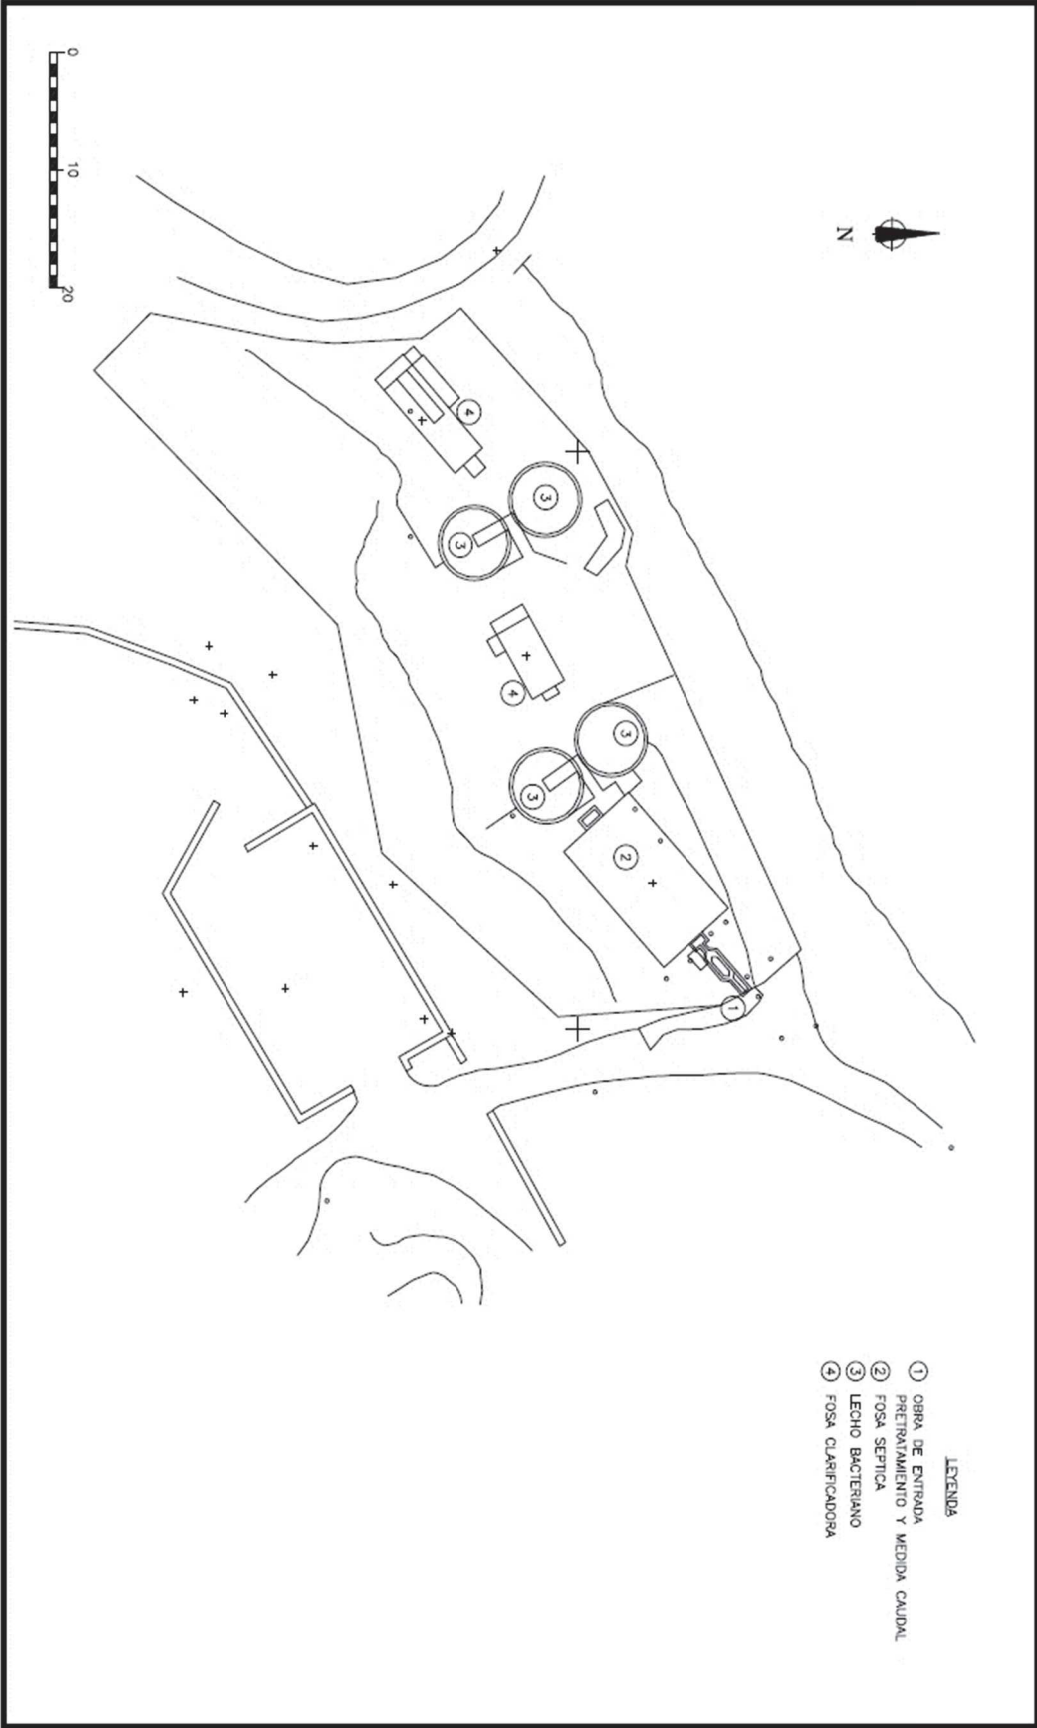 0
10
20
N
4
3
3
4
3
3
2
1
LEYENDA
1 OBRA DE ENTRADA
PRETRATAMIENTO Y MEDIDA CAUDAL
2 FOSA SEPTICA
3 LECHO BACTERIANO
4 FOSA CLARIFICADORA